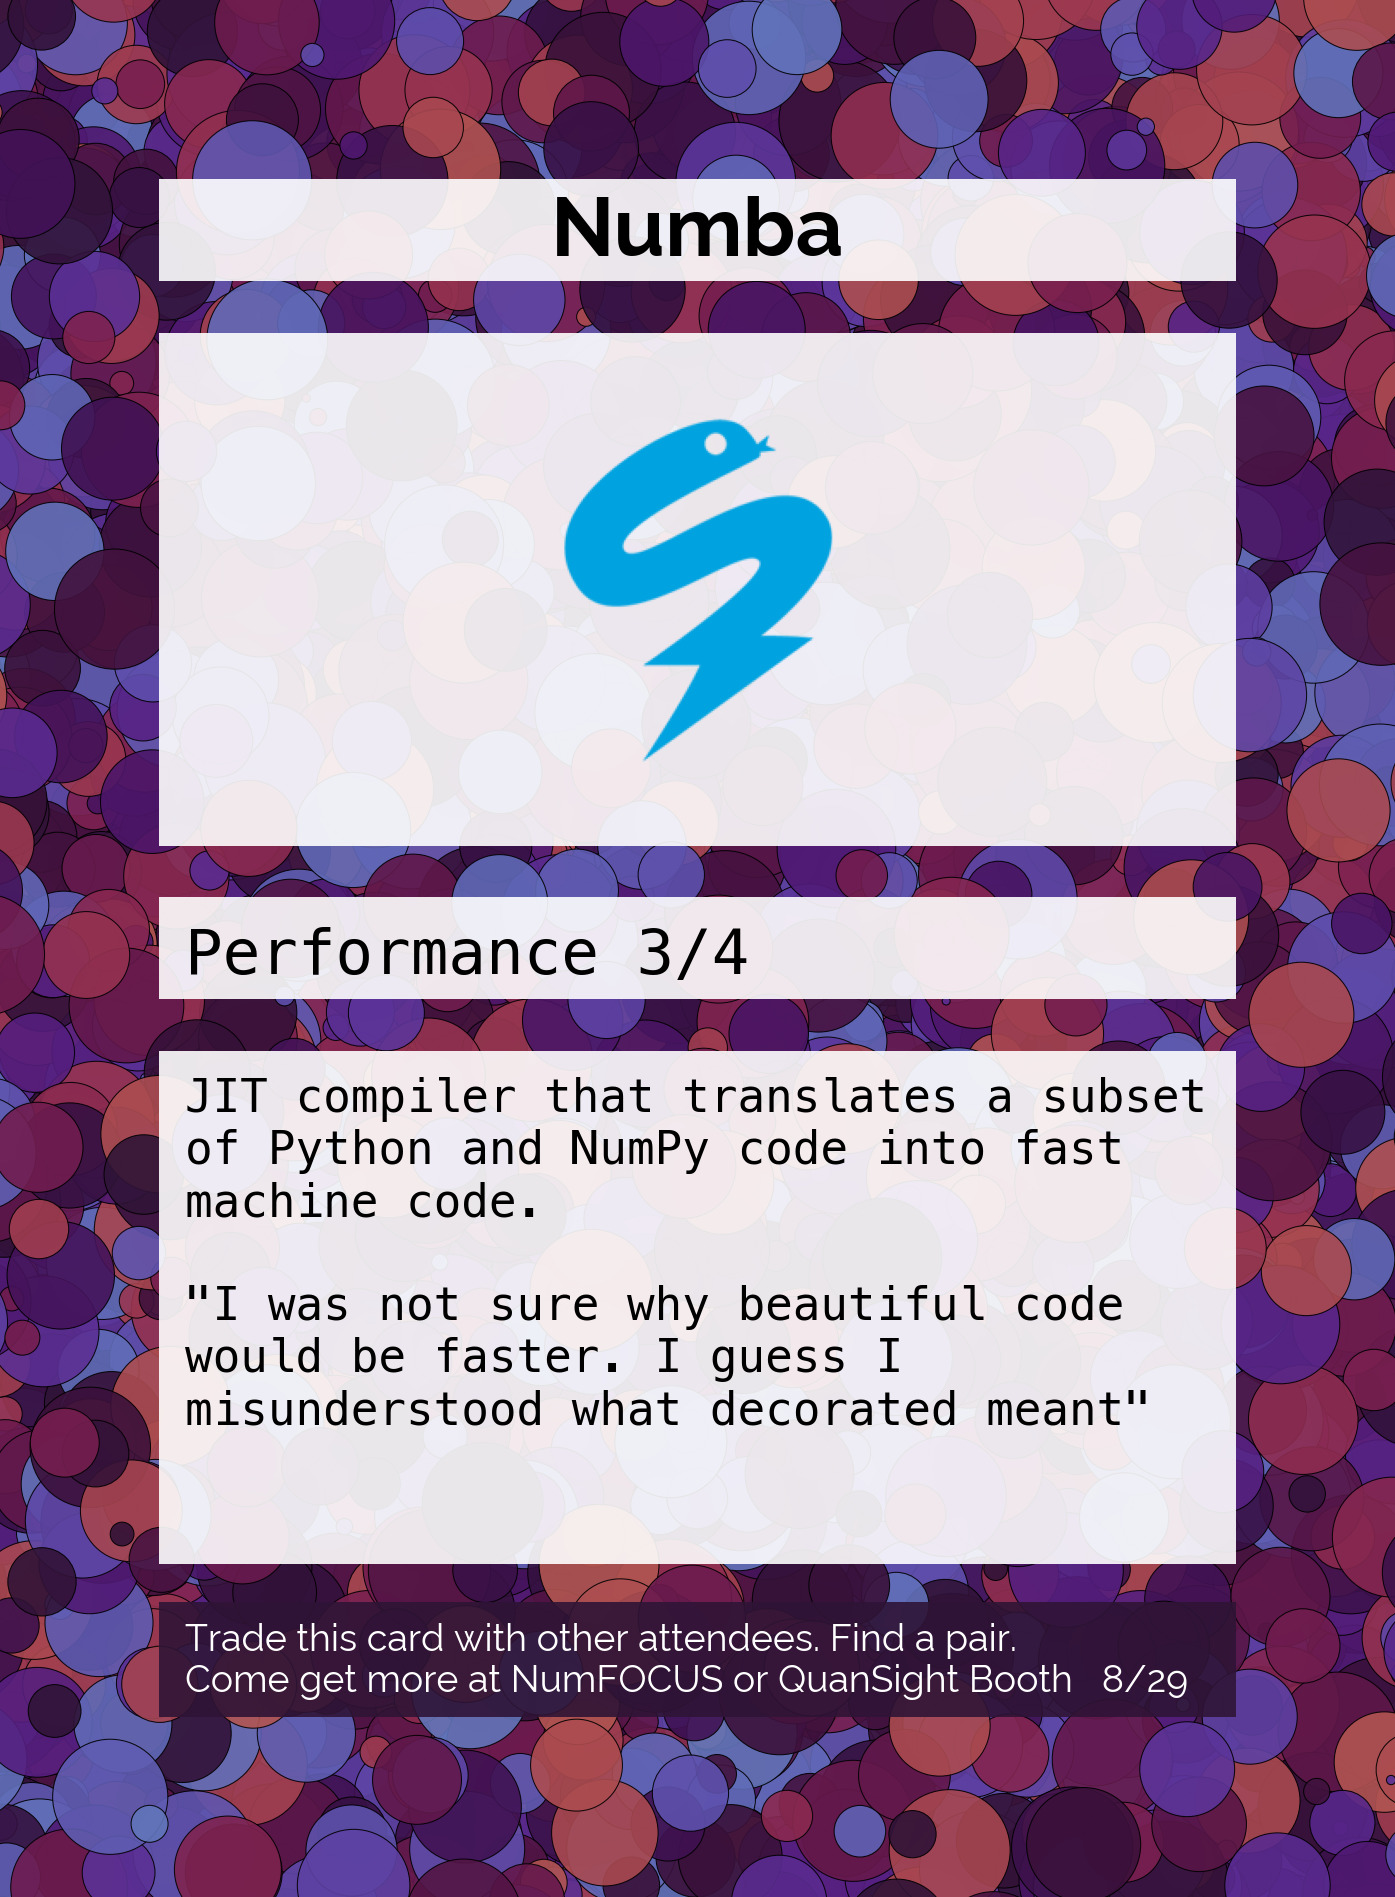 Numba
Performance 3/4
JIT compiler that translates a subset
of Python and NumPy code into fast
machine code.
"I was not sure why beautiful code
would be faster. I guess I
misunderstood what decorated meant"
Trade this card with other attendees. Find a pair.
Come get more at NumFOCUS or QuanSight Booth 8/29